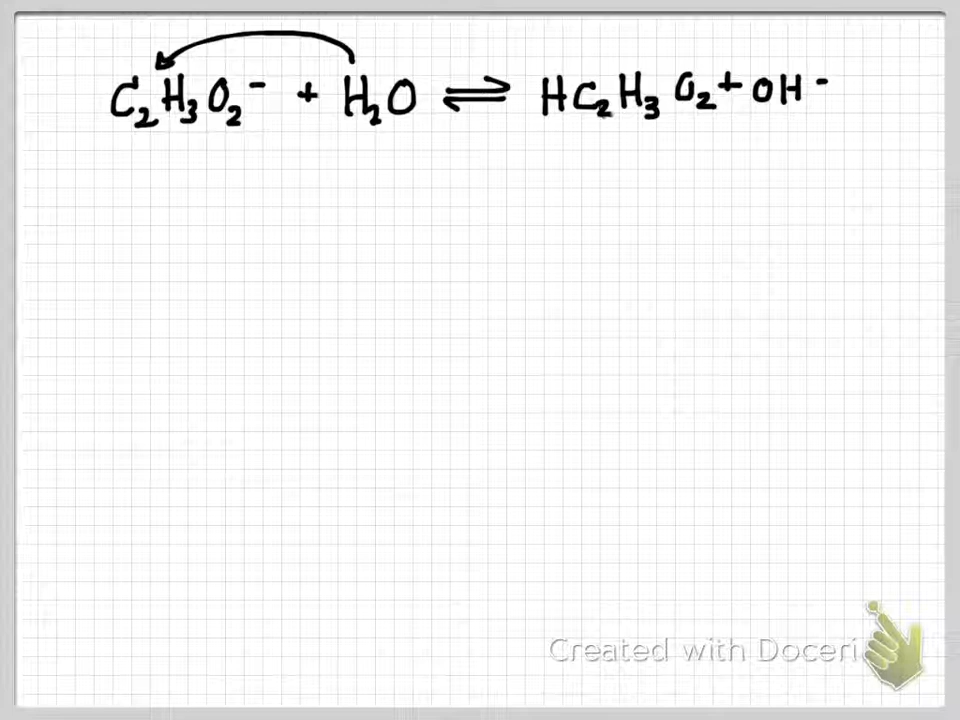 C₂H₃O₂⁻ + H₂O ⇌ HC₂H₃O₂ + OH⁻
Created with Doceri